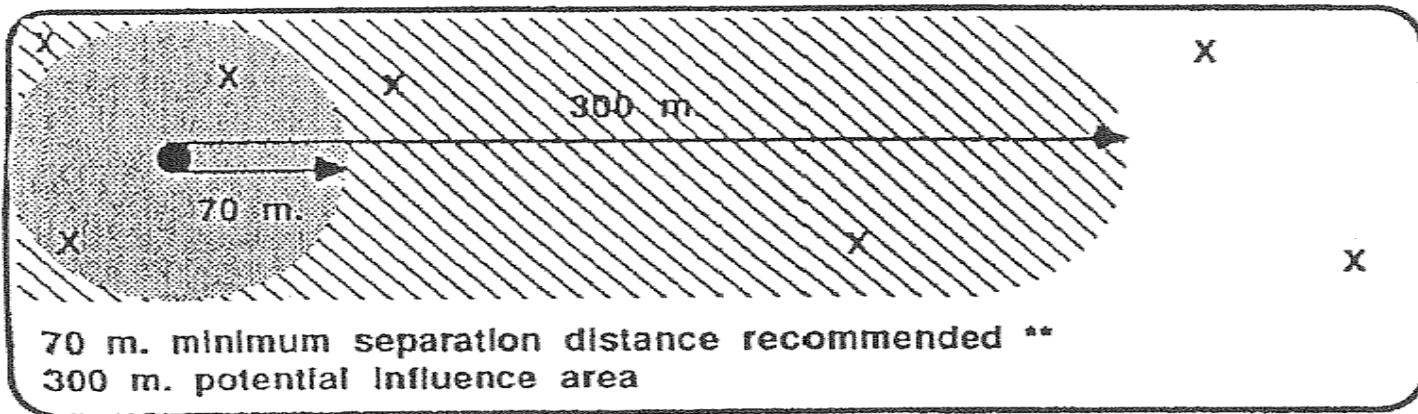 X
X
X
X
300 m.
70 m.
X
X
X
70 m. minimum separation distance recommended **
300 m. potential influence area